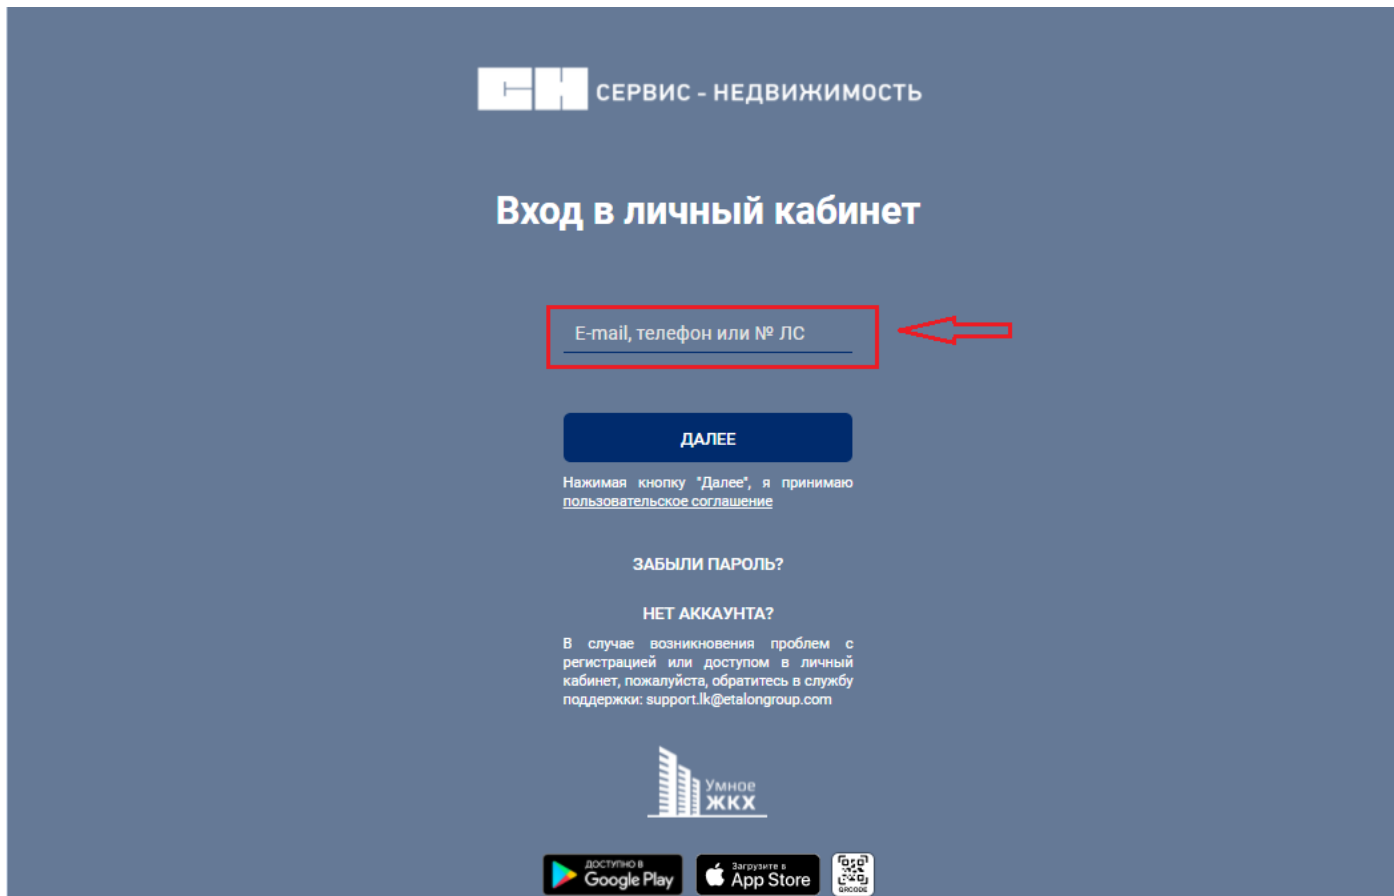 СН СЕРВИС - НЕДВИЖИМОСТЬ
Вход в личный кабинет
E-mail, телефон или № ЛС
ДАЛЕЕ
Нажимая кнопку "Далее", я принимаю
пользовательское соглашение
ЗАБЫЛИ ПАРОЛЬ?
НЕТ АККАУНТА?
В случае возникновения проблем с
регистрацией или доступом в личный
кабинет, пожалуйста, обратитесь в службу
поддержки: support.lk@etalongroup.com
Умное
ЖКХ
ДОСТУПНО В
Google Play
Загрузите в
App Store
QRCODE